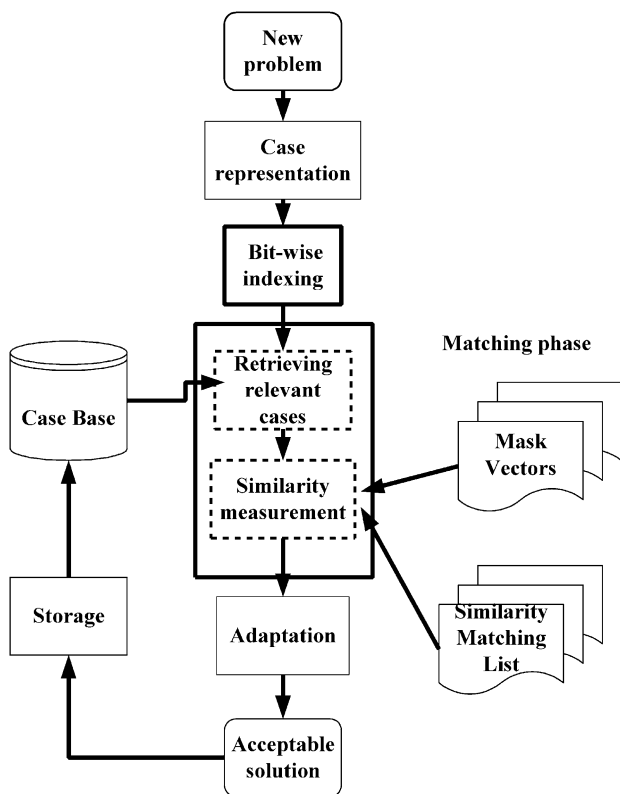 New
problem
Case
representation
Bit-wise
indexing
Matching phase
Retrieving
relevant
cases
Case Base
Mask
Vectors
Similarity
measurement
Storage
Adaptation
Similarity
Matching
List
Acceptable
solution